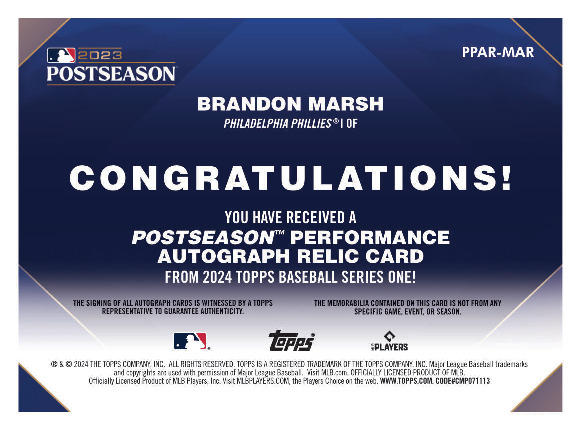 2023
POSTSEASON
PPAR-MAR
BRANDON MARSH
PHILADELPHIA PHILLIES® | OF
CONGRATULATIONS!
YOU HAVE RECEIVED A
POSTSEASON™ PERFORMANCE
AUTOGRAPH RELIC CARD
FROM 2024 TOPPS BASEBALL SERIES ONE!
THE SIGNING OF ALL AUTOGRAPH CARDS IS WITNESSED BY A TOPPS
REPRESENTATIVE TO GUARANTEE AUTHENTICITY.
THE MEMORABILIA CONTAINED ON THIS CARD IS NOT FROM ANY
SPECIFIC GAME, EVENT, OR SEASON.
topps
PLAYERS
® & © 2024 THE TOPPS COMPANY, INC. ALL RIGHTS RESERVED. TOPPS IS A REGISTERED TRADEMARK OF THE TOPPS COMPANY, INC. Major League Baseball trademarks
and copyrights are used with permission of Major League Baseball. Visit MLB.com. OFFICIALLY LICENSED PRODUCT OF MLB.
Officially Licensed Product of MLB Players, Inc. Visit MLBPLAYERS.COM, the Players Choice on the web. WWW.TOPPS.COM. CODE#CMP071113